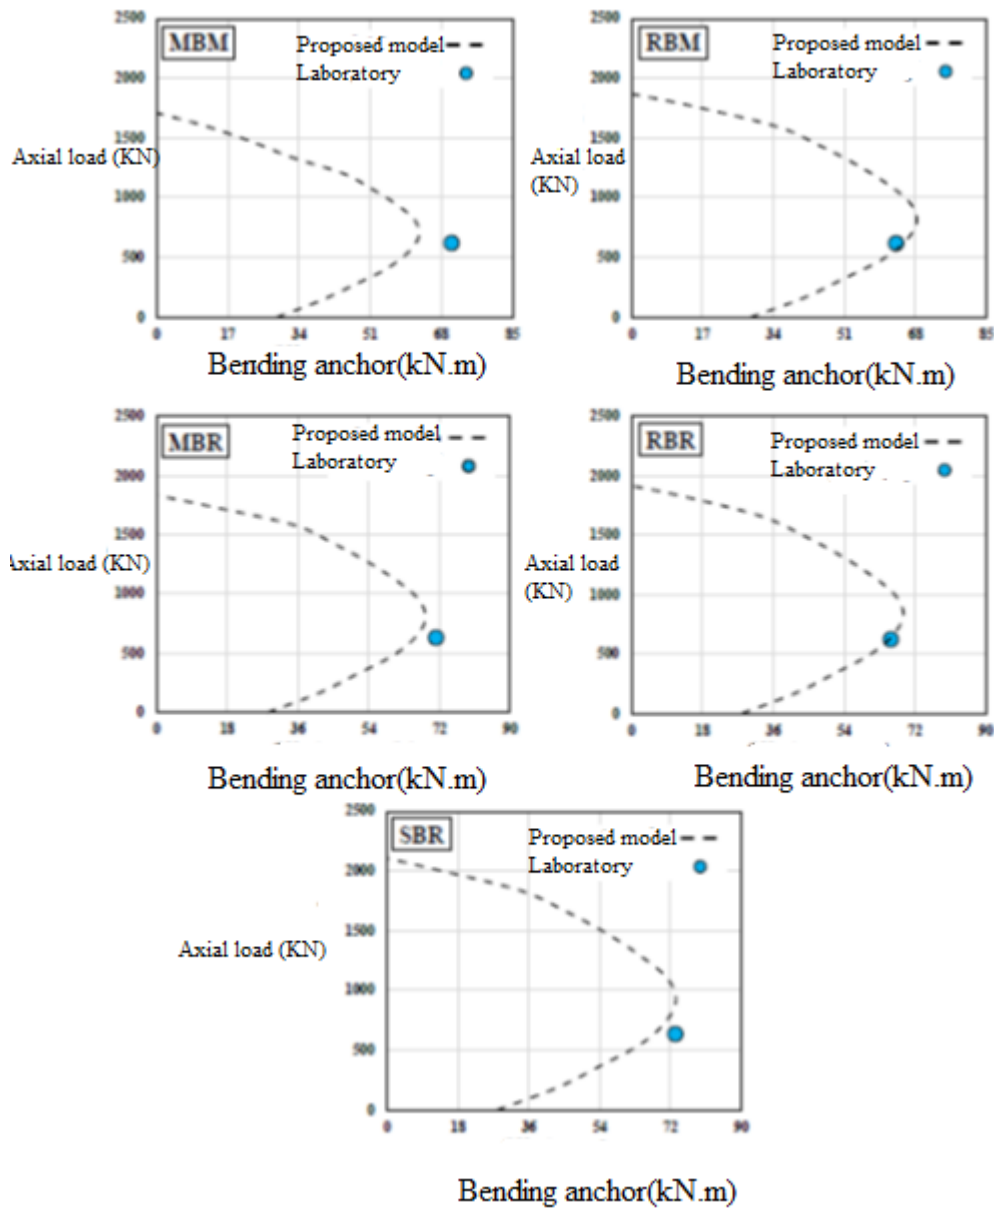 2500
MBM
Proposed model
Laboratory
2000
1500
Axial load (KN)
1000
500
0
0 17 34 51 68 85
Bending anchor(kN.m)
2500
RBM
Proposed model
Laboratory
2000
1500
Axial load
(KN)
1000
500
0
0 17 34 51 68 85
Bending anchor(kN.m)
2500
MBR
Proposed model
Laboratory
2000
1500
Axial load (KN)
1000
500
0
0 18 36 54 72 90
Bending anchor(kN.m)
2500
RBR
Proposed model
Laboratory
2000
1500
Axial load
(KN)
1000
500
0
0 18 36 54 72 90
Bending anchor(kN.m)
2500
SBR
Proposed model
Laboratory
2000
1500
Axial load (KN)
1000
500
0
0 18 36 54 72 90
Bending anchor(kN.m)